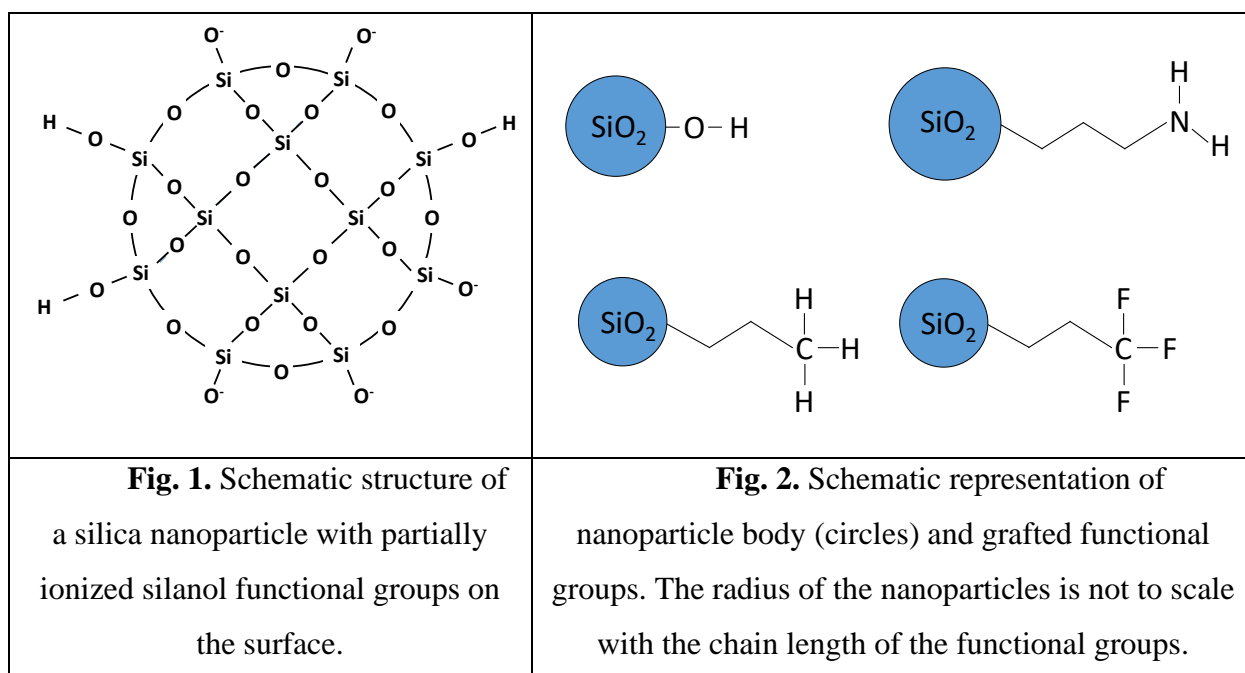 O⁻ O⁻
Si O Si
O O O O
H O Si O H
Si Si
O O O O
O Si Si O
O O O O
Si Si
H O Si O⁻
O O O O
Si O Si
O⁻ O⁻
SiO₂ O H
SiO₂ N H
H
SiO₂ C H
H
H
SiO₂ C F
F
F
Fig. 1. Schematic structure of
a silica nanoparticle with partially
ionized silanol functional groups on
the surface.
Fig. 2. Schematic representation of
nanoparticle body (circles) and grafted functional
groups. The radius of the nanoparticles is not to scale
with the chain length of the functional groups.